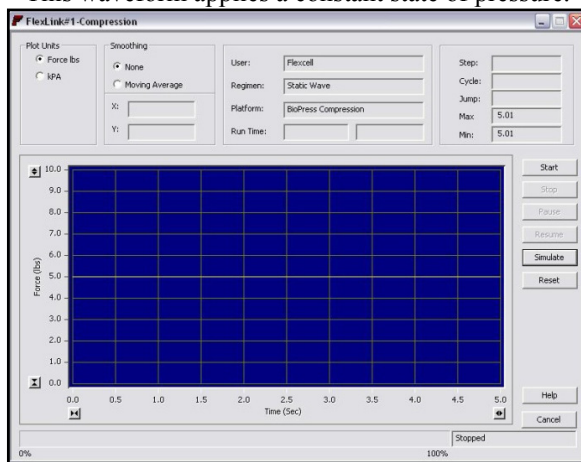 This waveform applies a constant state of pressure.
FlexLink#1-Compression
Plot Units
Force lbs
kPA
Smoothing
None
Moving Average
X:
Y:
User: Flexcell
Regimen: Static Wave
Platform: BioPress Compression
Run Time:
Step:
Cycle:
Jump:
Max 5.01
Min: 5.01
Start
Stop
Pause
Resume
Simulate
Reset
Help
Cancel
Force (lbs)
10.0
9.0
8.0
7.0
6.0
5.0
4.0
3.0
2.0
1.0
0.0
0.0 0.5 1.0 1.5 2.0 2.5 3.0 3.5 4.0 4.5 5.0
Time (Sec)
Stopped
0% 100%